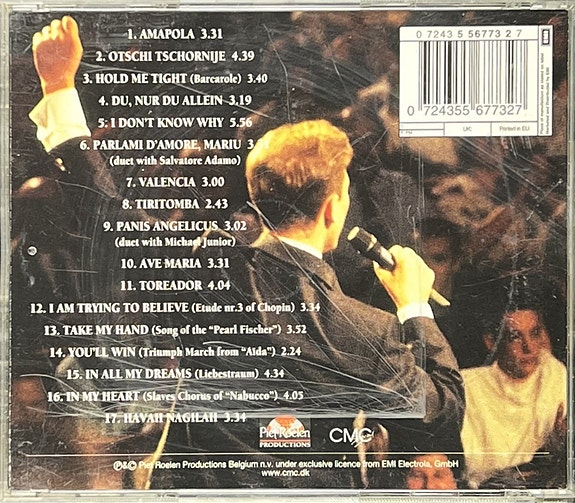 1. AMAPOLA 3.31
2. OTSCHI TSCHORNIJE 4.39
3. HOLD ME TIGHT (Barcarole) 3.40
4. DU, NUR DU ALLEIN 3.19
5. I DON'T KNOW WHY 5.56
6. PARLAMI D'AMORE, MARIU
(duet with Salvatore Adamo)
7. VALENCIA 3.00
8. TIRITOMBA 2.43
9. PANIS ANGELICUS 3.02
(duet with Michael Junior)
10. AVE MARIA 3.31
11. TOREADOR 4.04
12. I AM TRYING TO BELIEVE (Etude nr.3 of Chopin) 3.34
13. TAKE MY HAND (Song of the "Pearl Fischer") 3.52
14. YOU'LL WIN (Triumph March from "Aïda") 2.24
15. IN ALL MY DREAMS (Liebestraum) 4.34
16. IN MY HEART (Slaves Chorus of "Nabucco") 4.05
17. HAVAH NAGILAH 3.34
0 7243 5 56773 2 7
0 724355 677327
LFC
Printed in EU
Piet Roelen
PRODUCTIONS
CMC
℗&© Piet Roelen Productions Belgium n.v. under exclusive licence from EMI Electrola, GmbH
www.cmc.dk